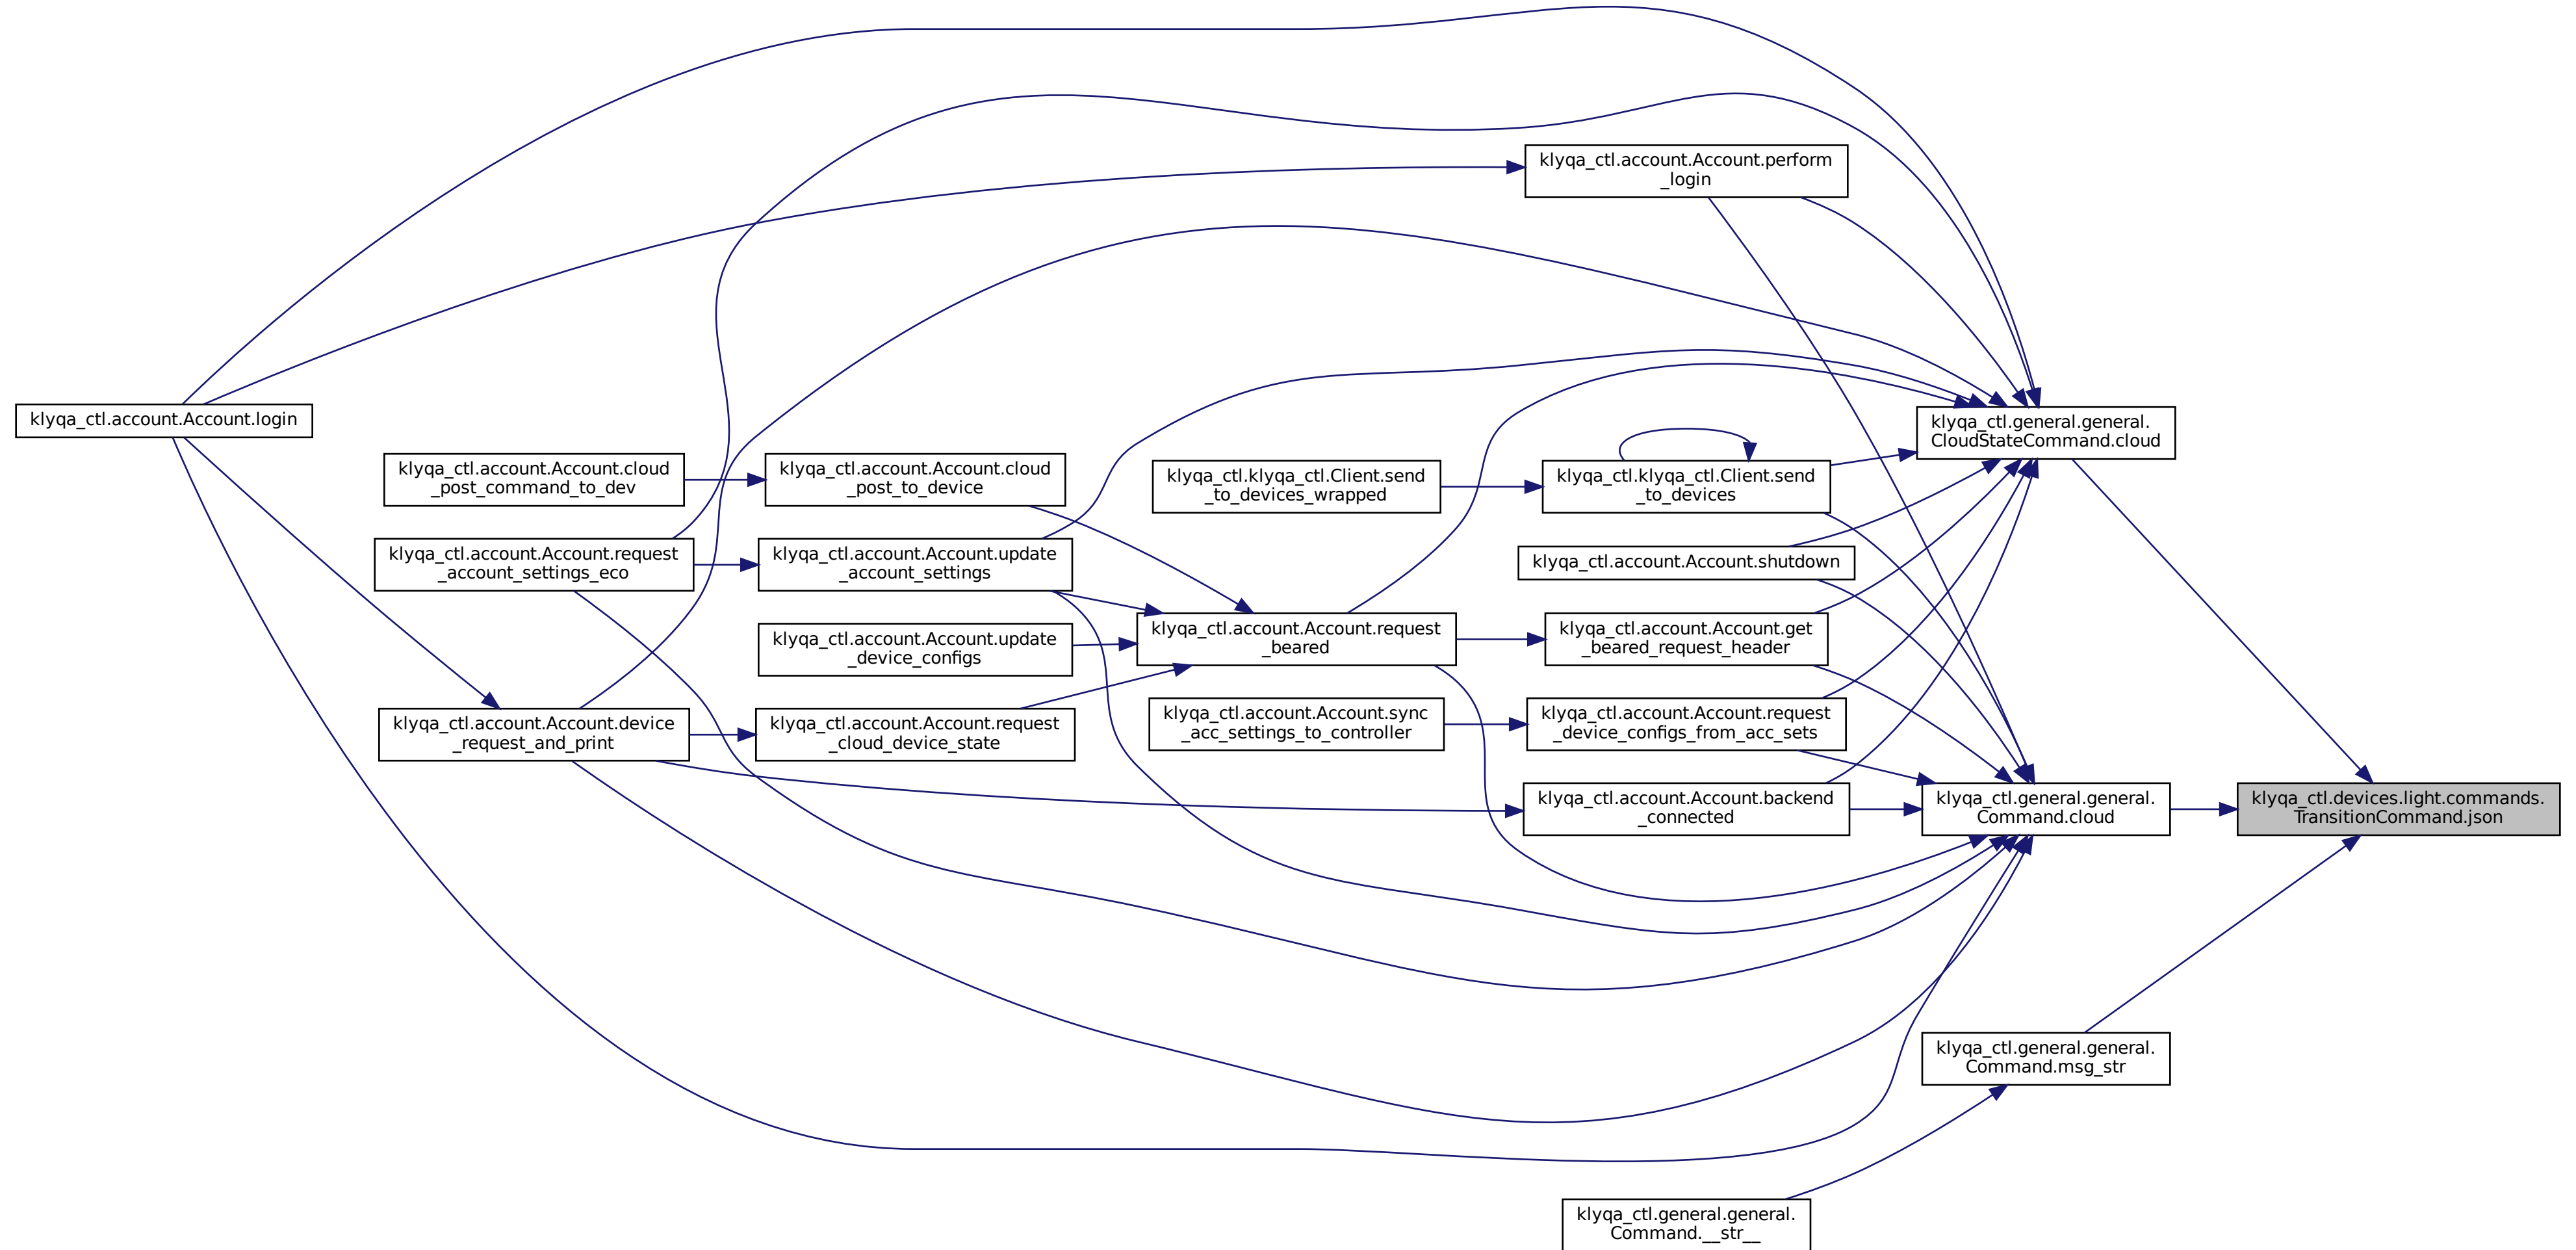 klyqa_ctl.account.Account.perform
_login
klyqa_ctl.account.Account.login
klyqa_ctl.general.general.
CloudStateCommand.cloud
klyqa_ctl.account.Account.cloud
_post_command_to_dev
klyqa_ctl.account.Account.cloud
_post_to_device
klyqa_ctl.klyqa_ctl.Client.send
_to_devices_wrapped
klyqa_ctl.klyqa_ctl.Client.send
_to_devices
klyqa_ctl.account.Account.request
_account_settings_eco
klyqa_ctl.account.Account.update
_account_settings
klyqa_ctl.account.Account.shutdown
klyqa_ctl.account.Account.update
_device_configs
klyqa_ctl.account.Account.request
_beared
klyqa_ctl.account.Account.get
_beared_request_header
klyqa_ctl.account.Account.device
_request_and_print
klyqa_ctl.account.Account.request
_cloud_device_state
klyqa_ctl.account.Account.sync
_acc_settings_to_controller
klyqa_ctl.account.Account.request
_device_configs_from_acc_sets
klyqa_ctl.account.Account.backend
_connected
klyqa_ctl.general.general.
Command.cloud
klyqa_ctl.devices.light.commands.
TransitionCommand.json
klyqa_ctl.general.general.
Command.msg_str
klyqa_ctl.general.general.
Command.__str__